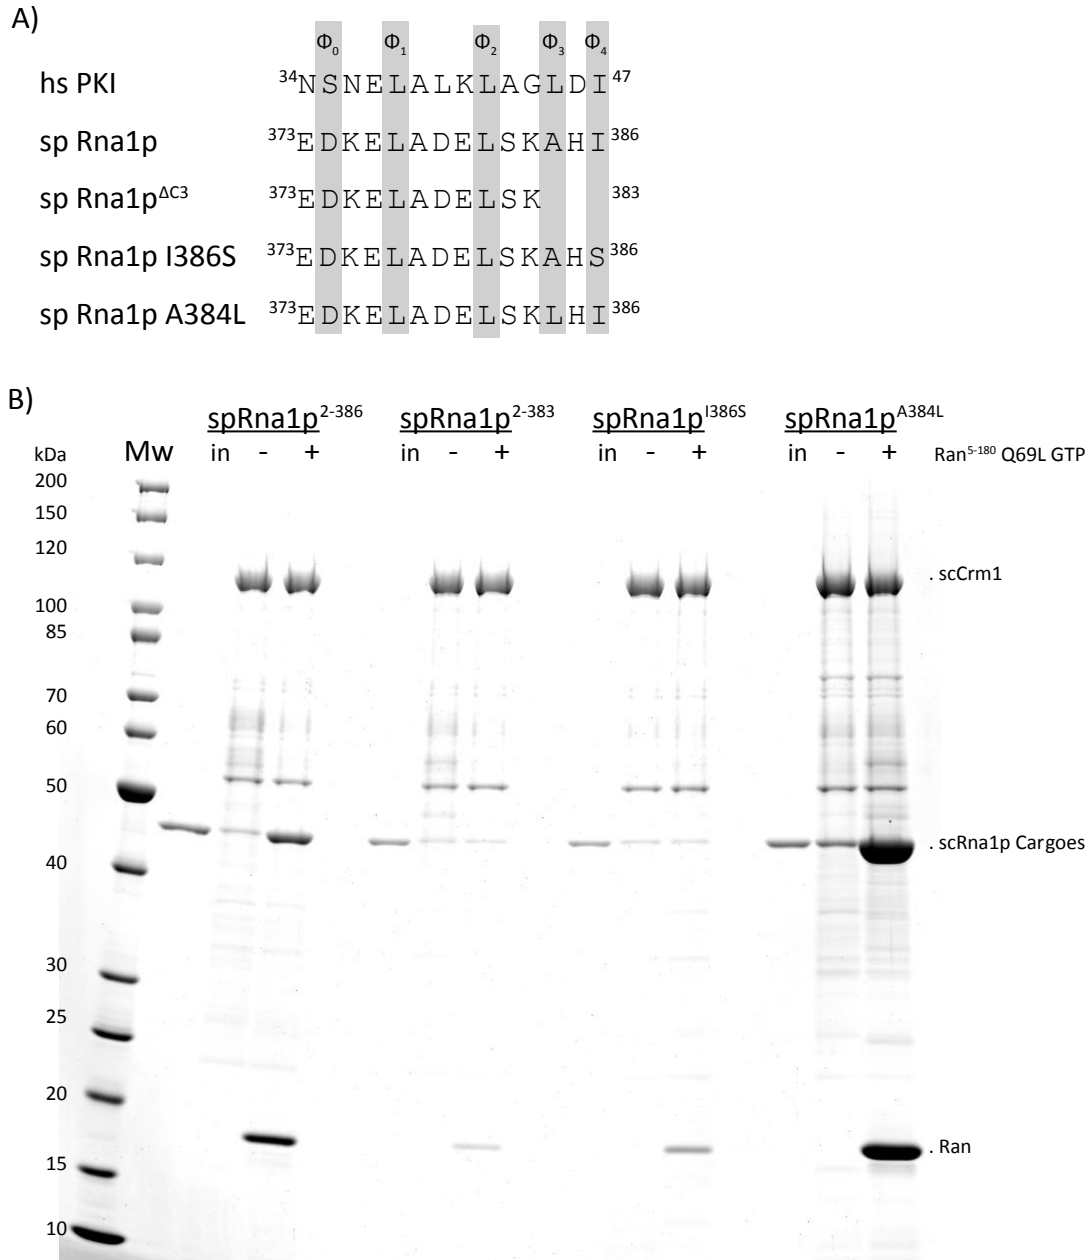 A)
Φ0 Φ1 Φ2 Φ3 Φ4
hs PKI 34NSNELALKLAGLDI47
sp Rna1p 373EDKELADELSKAHI386
sp Rna1pΔC3 373EDKELADELSK 383
sp Rna1p I386S 373EDKELADELSKAHS386
sp Rna1p A384L 373EDKELADELSKLHI386
B)
spRna1p2-386 spRna1p2-383 spRna1pI386S spRna1pA384L
kDa Mw in - + in - + in - + in - + Ran5-180 Q69L GTP
200
150
120
. scCrm1
100
85
70
60
50
. scRna1p Cargoes
40
30
25
20
. Ran
15
10